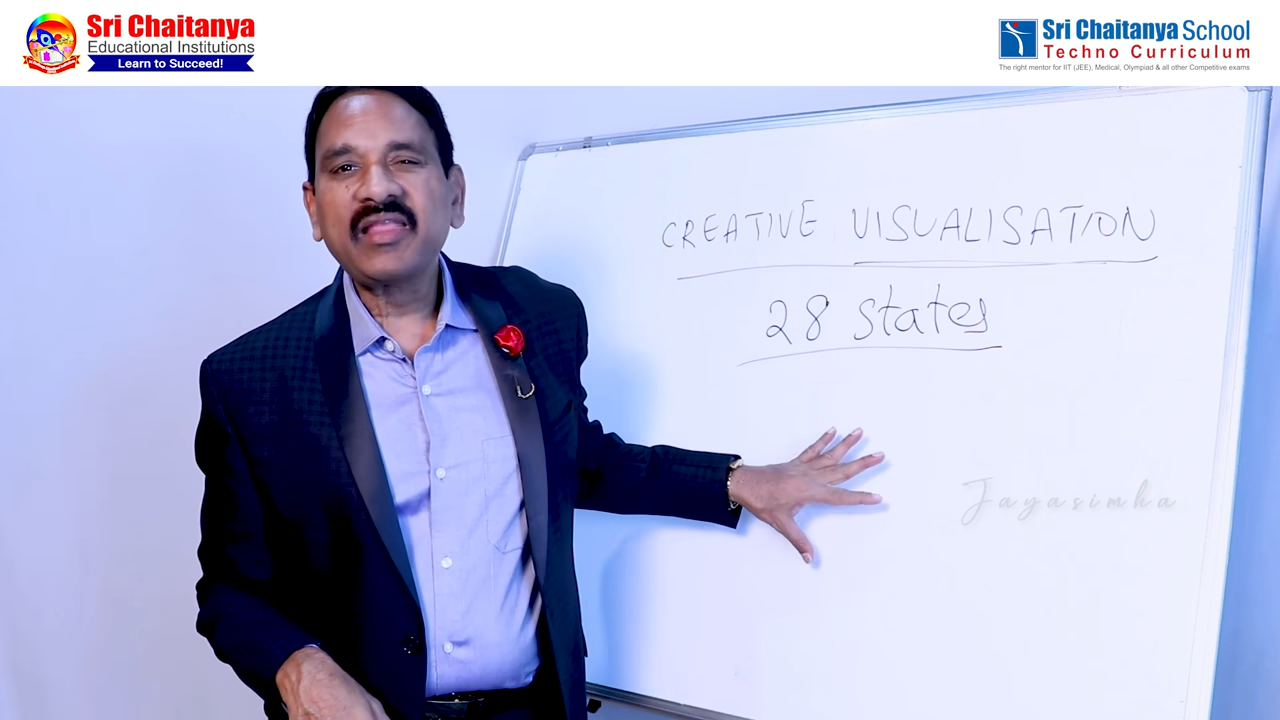 Sri Chaitanya
Educational Institutions
Learn to Succeed!
Sri Chaitanya School
Techno Curriculum
The right mentor for IIT (JEE), Medical, Olympiad & all other Competitive exams
CREATIVE VISUALISATION
28 states
Jayasimha